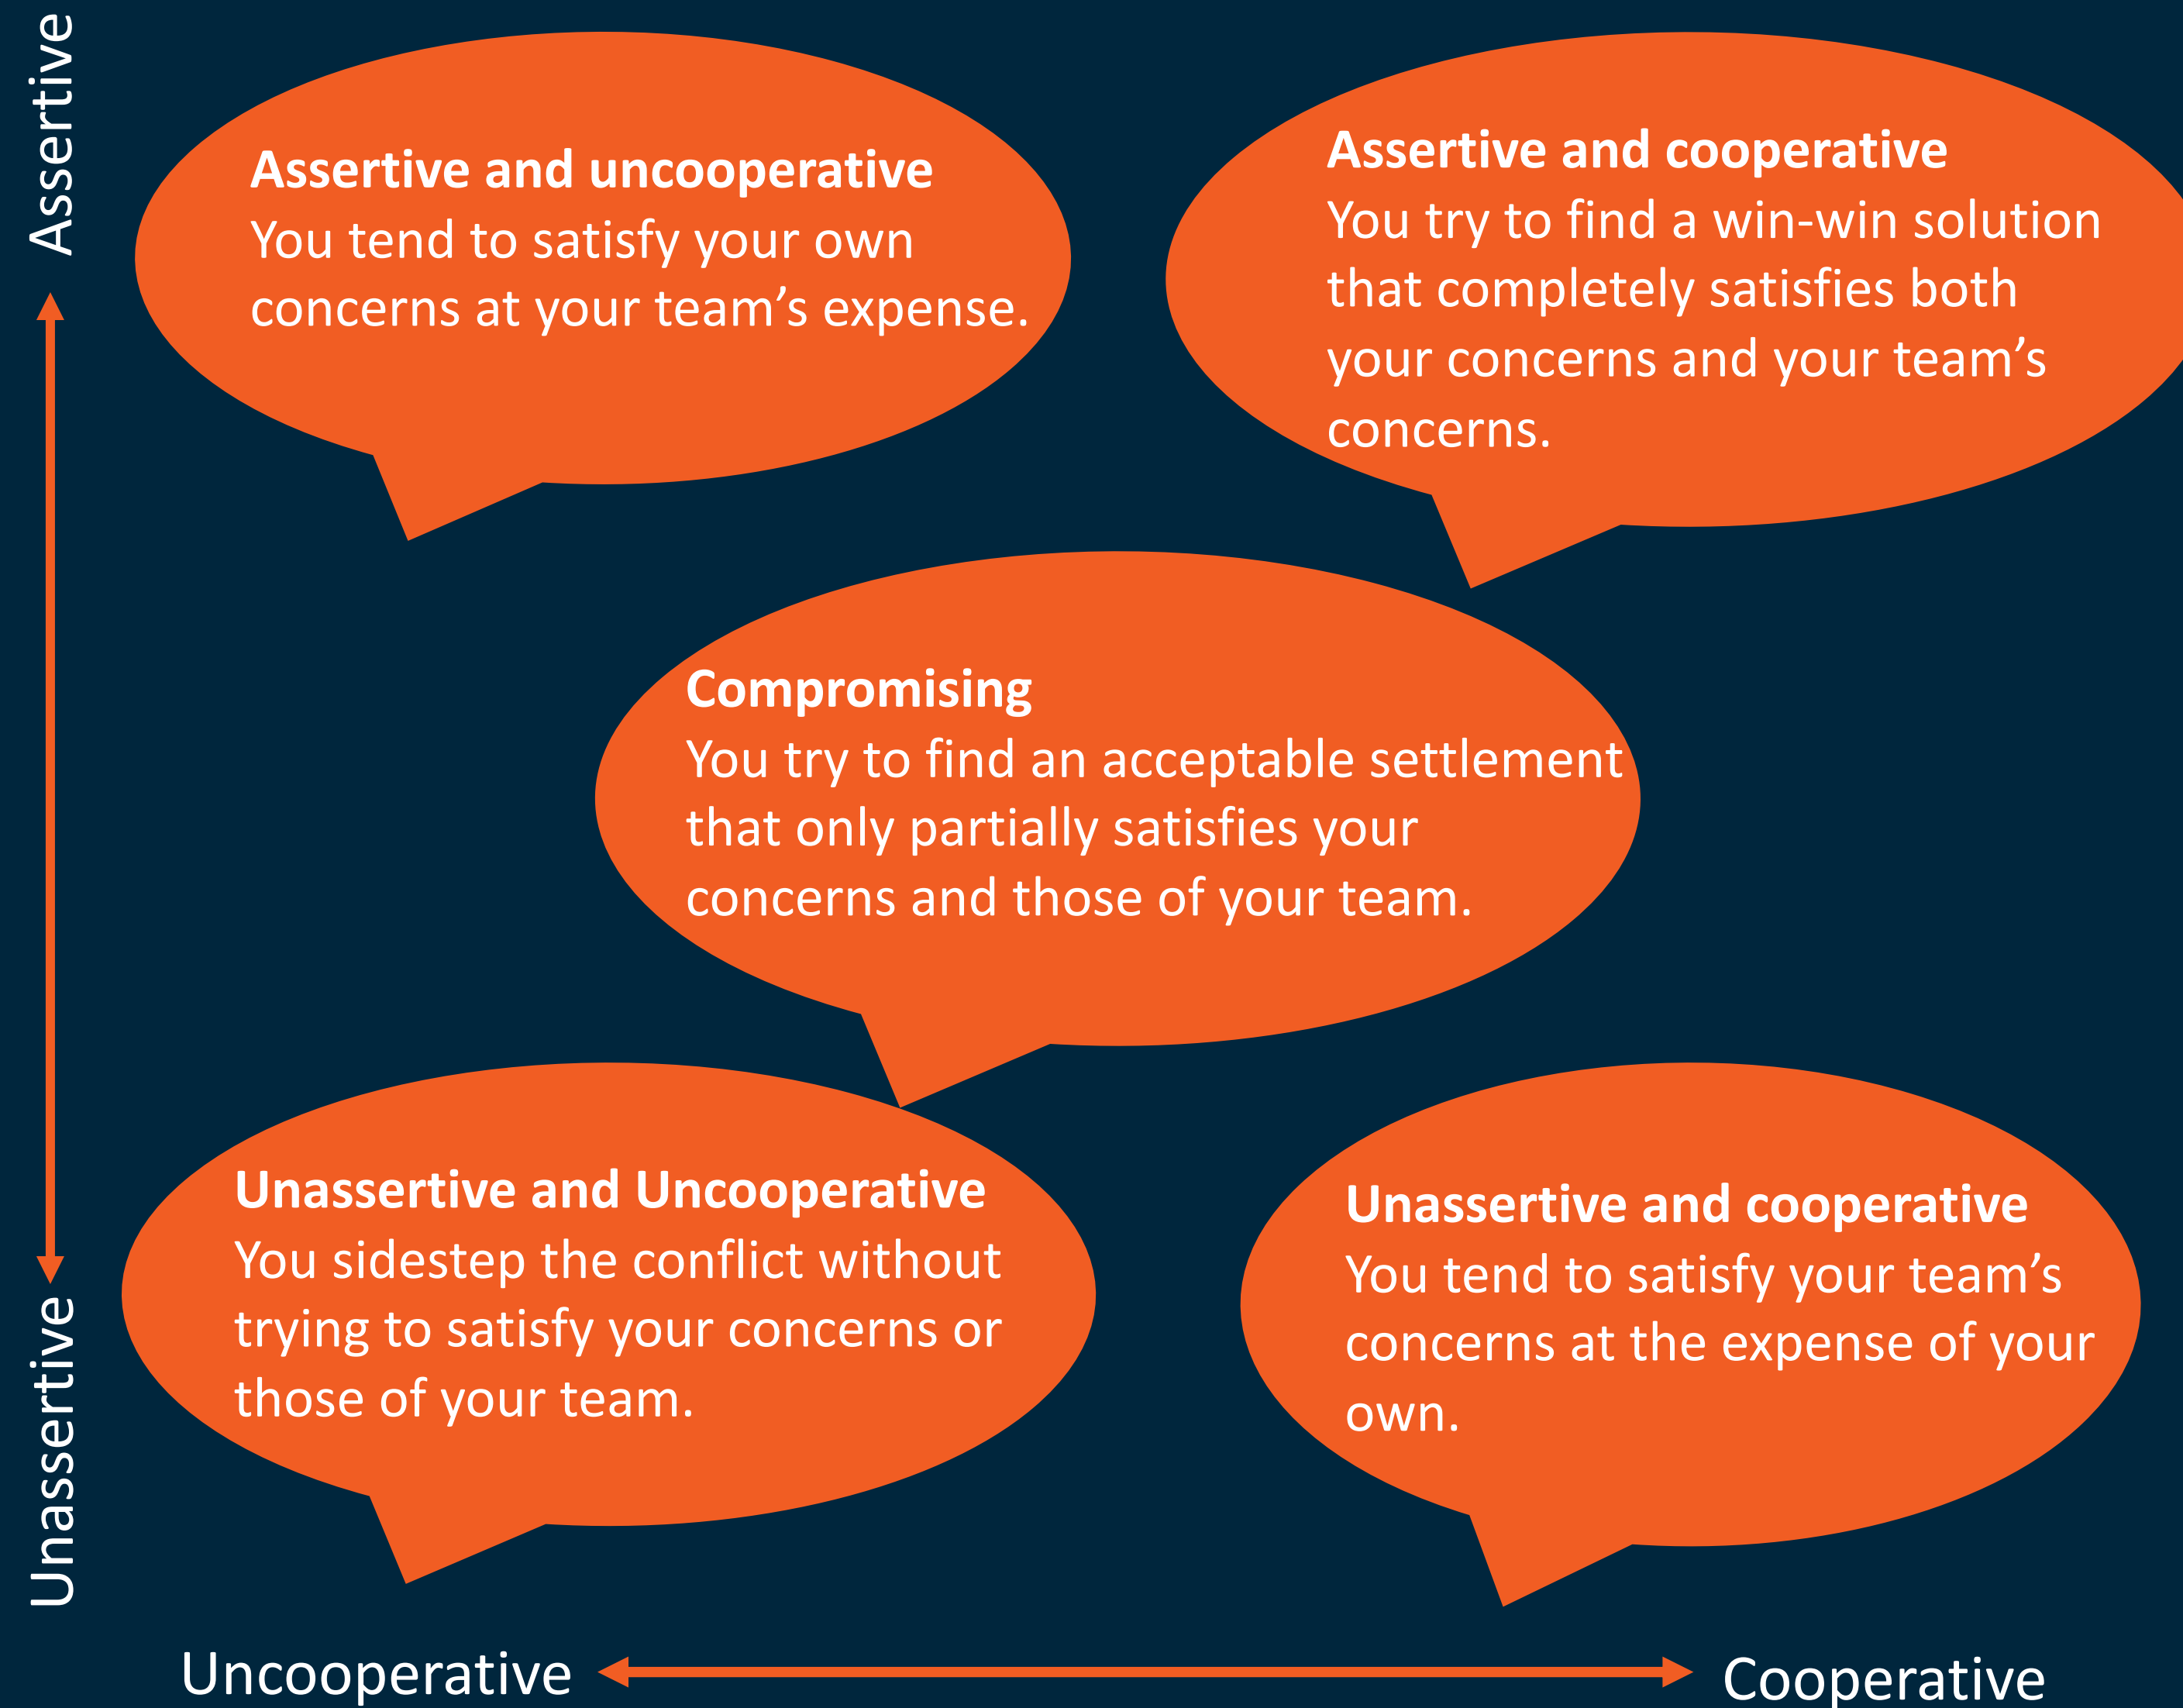 Assertive
Assertive and uncooperative
You tend to satisfy your own
concerns at your team’s expense.
Assertive and cooperative
You try to find a win-win solution
that completely satisfies both
your concerns and your team’s
concerns.
Compromising
You try to find an acceptable settlement
that only partially satisfies your
concerns and those of your team.
Unassertive and Uncooperative
You sidestep the conflict without
trying to satisfy your concerns or
those of your team.
Unassertive and cooperative
You tend to satisfy your team’s
concerns at the expense of your
own.
Unassertive
Uncooperative
Cooperative